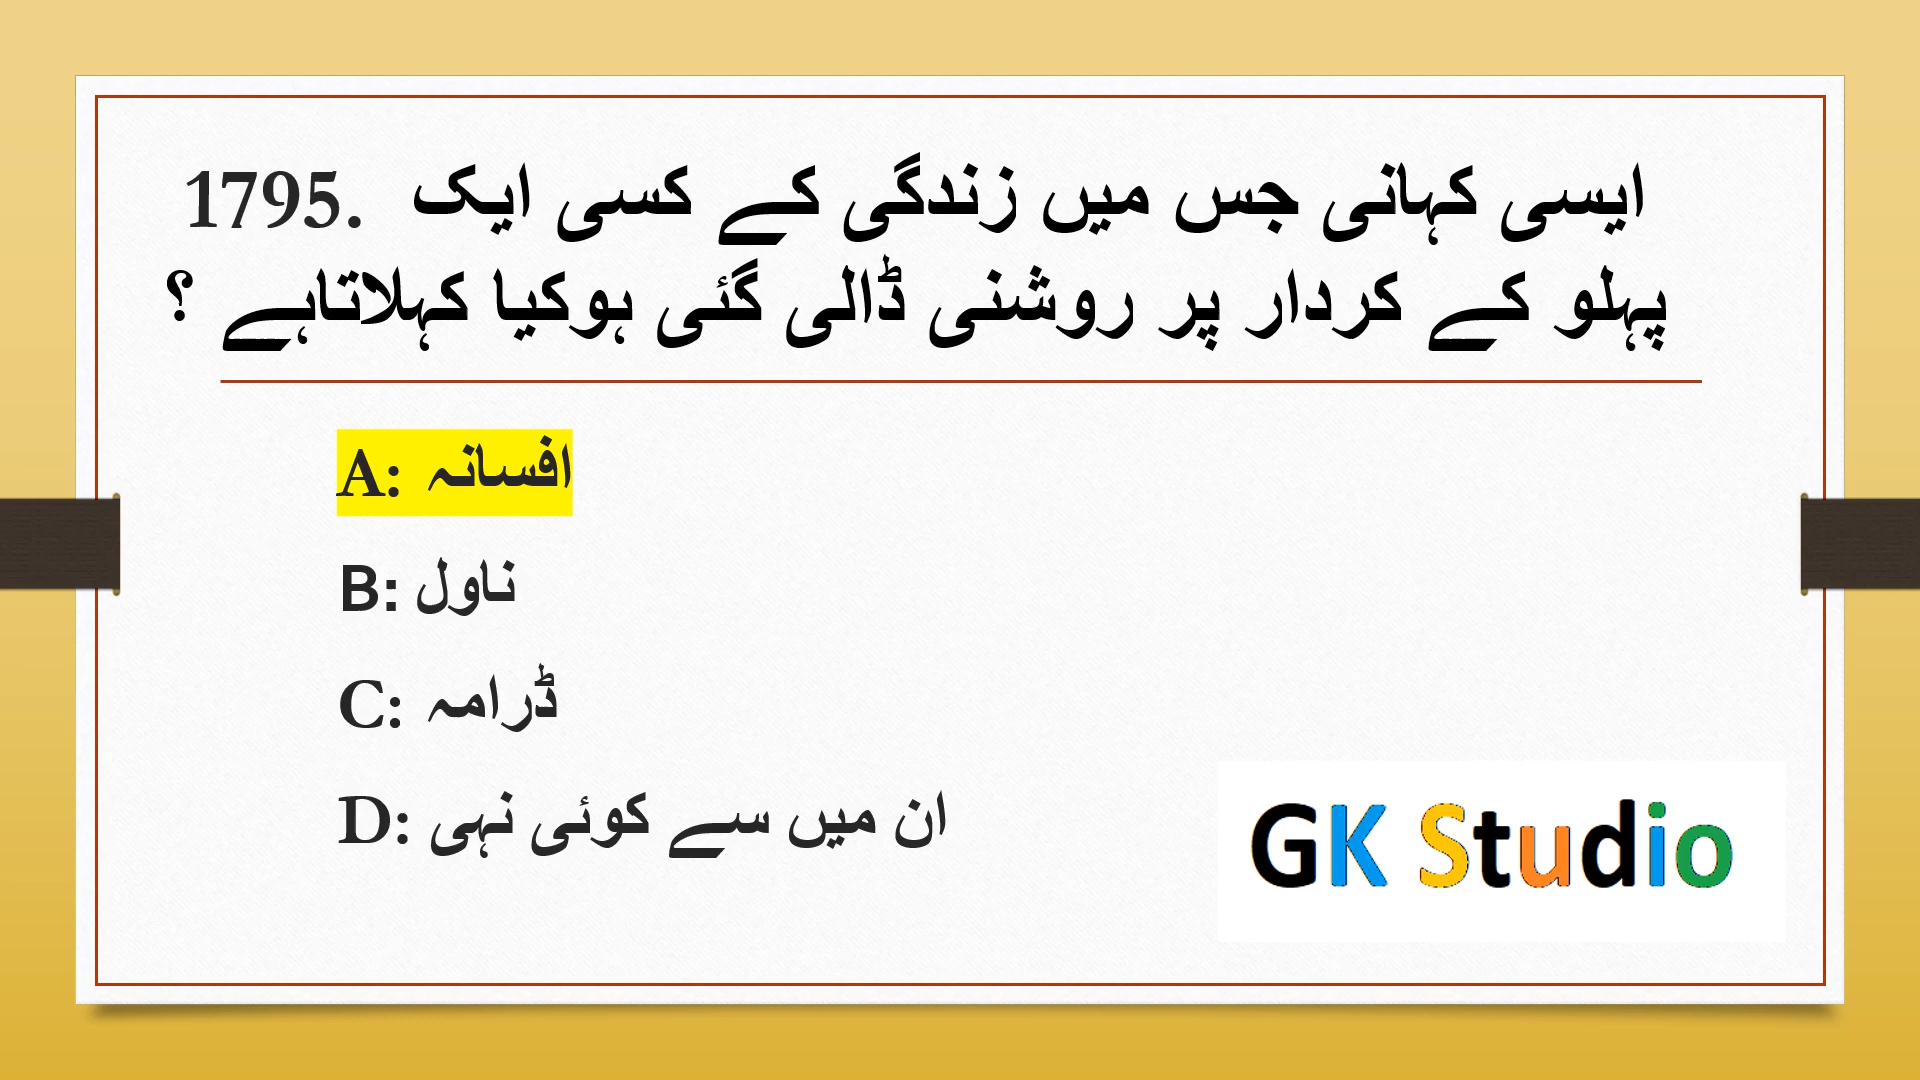 1795. ایسی کہانی جس میں زندگی کے کسی ایک
پہلو کے کردار پر روشنی ڈالی گئی ہوکیا کہلاتاہے ؟
A: افسانہ
B: ناول
C: ڈرامہ
D: ان میں سے کوئی نہی
GK Studio